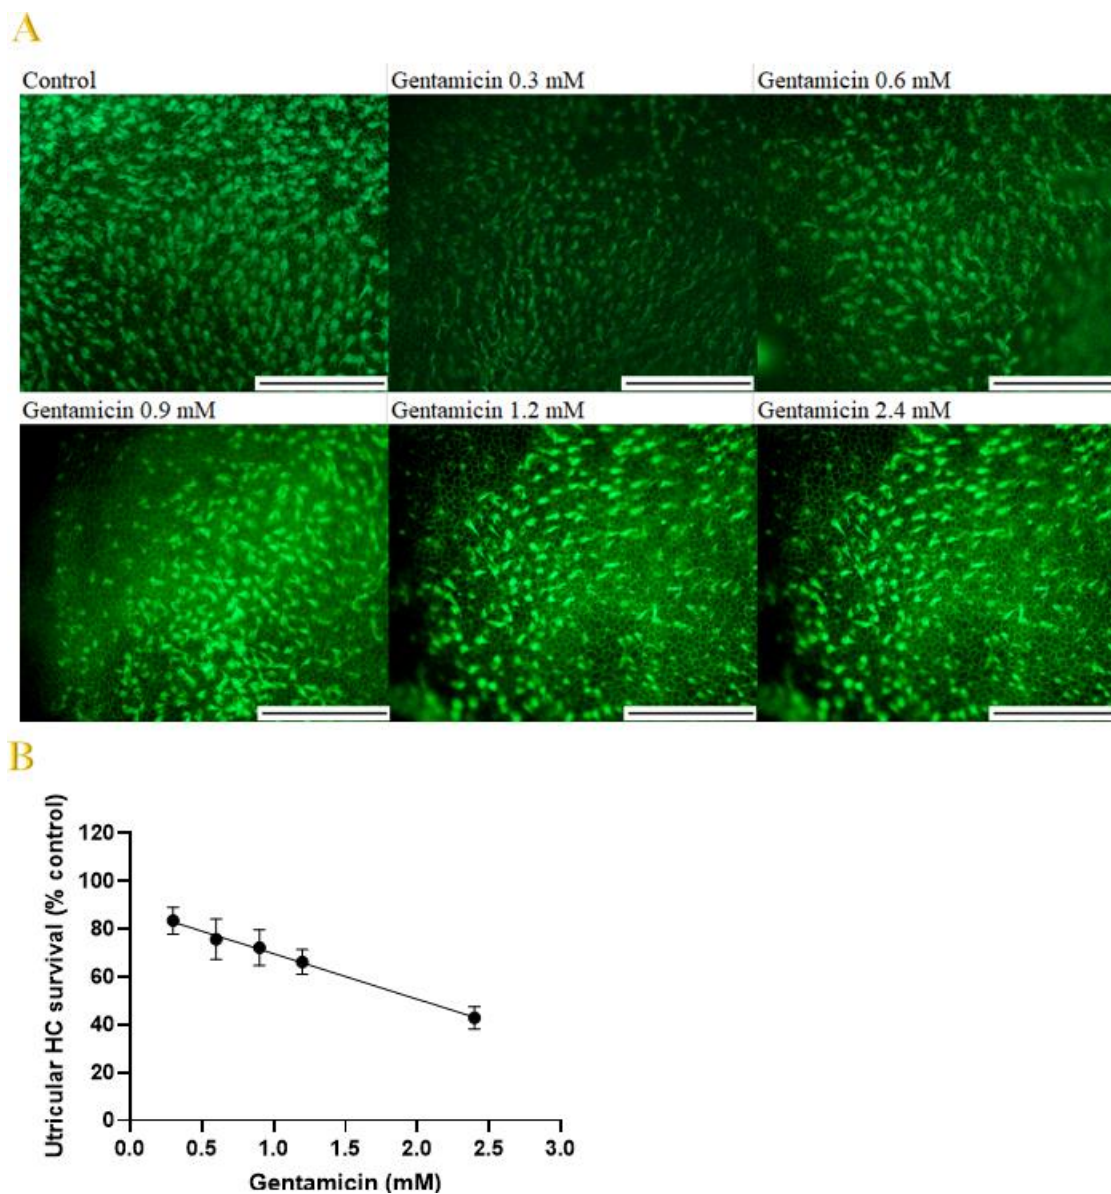 A
Control Gentamicin 0.3 mM Gentamicin 0.6 mM
Gentamicin 0.9 mM Gentamicin 1.2 mM Gentamicin 2.4 mM
B
Utricular HC survival (% control)
120
100
80
60
40
20
0
0.0 0.5 1.0 1.5 2.0 2.5 3.0
Gentamicin (mM)